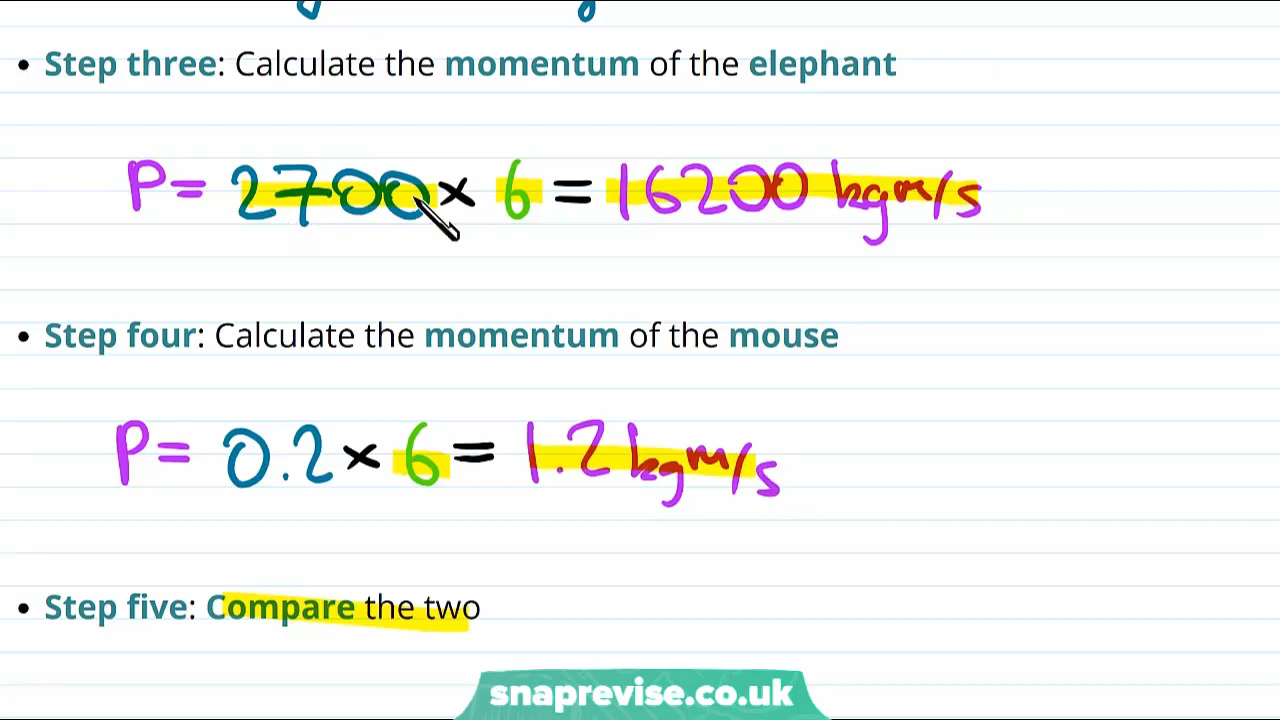 • Step three: Calculate the momentum of the elephant
P= 2700 × 6 = 16200 kgm/s
• Step four: Calculate the momentum of the mouse
P= 0.2 × 6 = 1.2 kgm/s
• Step five: Compare the two
snaprevise.co.uk